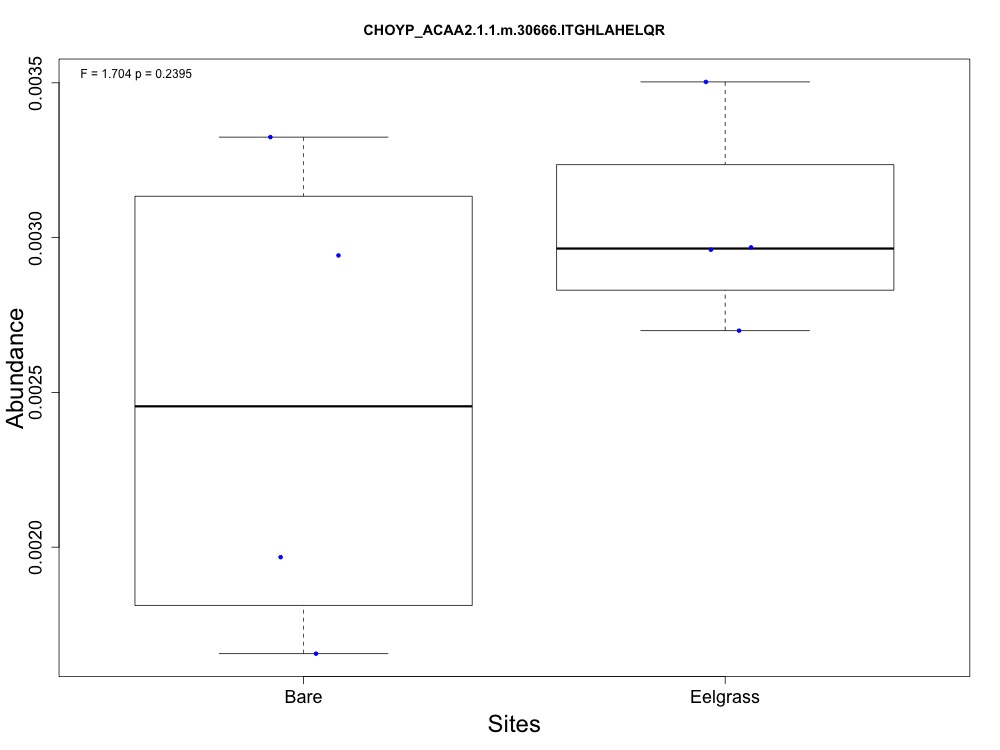 CHOYP_ACAA2.1.1.m.30666.ITGHLAHELQR
F = 1.704 p = 0.2395
0.0035
0.0030
0.0025
0.0020
Abundance
Bare
Eelgrass
Sites